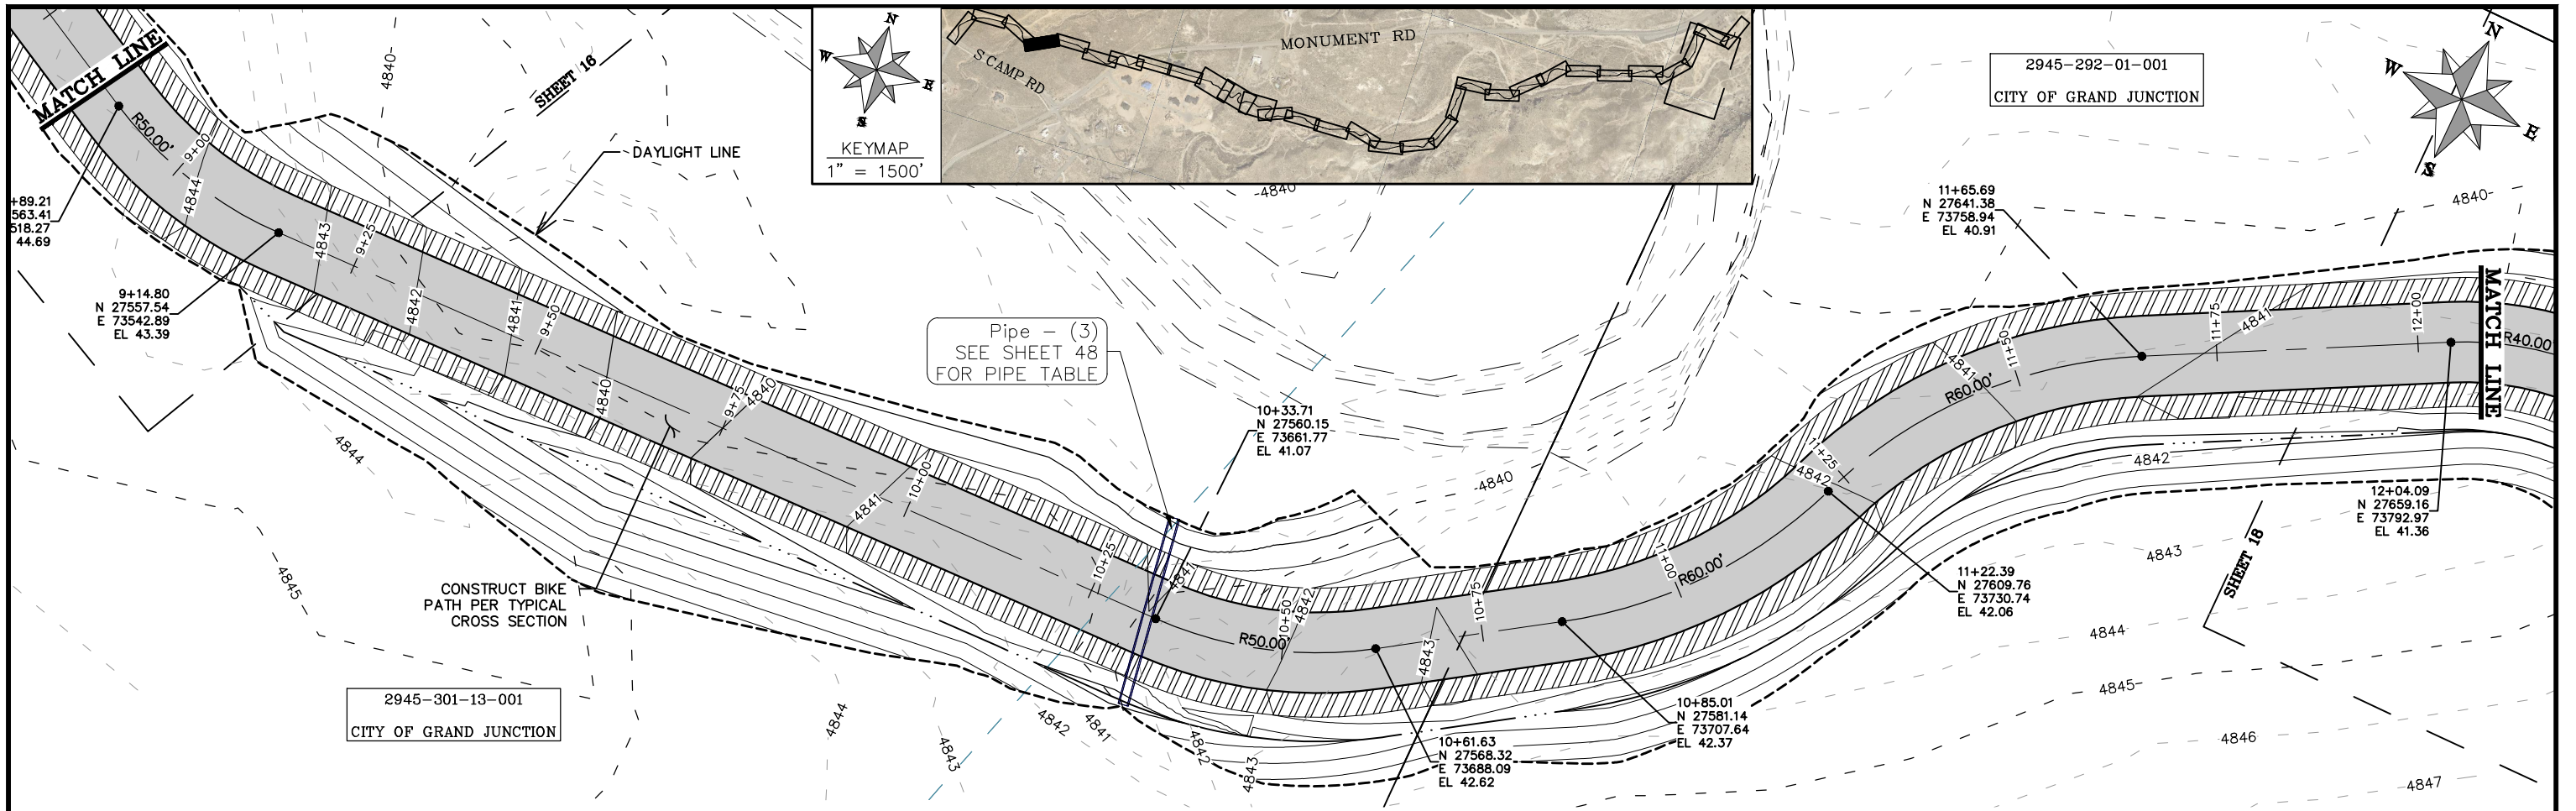 MATCH LINE
R50.00'
9+00
4844
+89.21
563.41
518.27
44.69
4840
SHEET 16
DAYLIGHT LINE
4843
9+25
9+14.80
N 27557.54
E 73542.89
EL 43.39
4842
4841
9+50
4840
9+75
4840
4844
4845
CONSTRUCT BIKE
PATH PER TYPICAL
CROSS SECTION
2945-301-13-001
CITY OF GRAND JUNCTION
N
W
E
S
KEYMAP
1" = 1500'
S CAMP RD
MONUMENT RD
-4840
Pipe - (3)
SEE SHEET 48
FOR PIPE TABLE
4841
10+00
10+25
4841
10+33.71
N 27560.15
E 73661.77
EL 41.07
-4840
R50.00'
10+50
4842
4843
10+75
4844
4843
4842
4841
4842
4843
10+61.63
N 27568.32
E 73688.09
EL 42.62
10+85.01
N 27581.14
E 73707.64
EL 42.37
11+00
R60.00'
11+25
4842
11+22.39
N 27609.76
E 73730.74
EL 42.06
2945-292-01-001
CITY OF GRAND JUNCTION
N
W
E
S
4840-
11+65.69
N 27641.38
E 73758.94
EL 40.91
4841
11+50
R60.00'
11+75
4841
12+00
MATCH LINE
R40.00
12+04.09
N 27659.16
E 73792.97
EL 41.36
4842
4843
SHEET 18
4844
4845
4846
4847